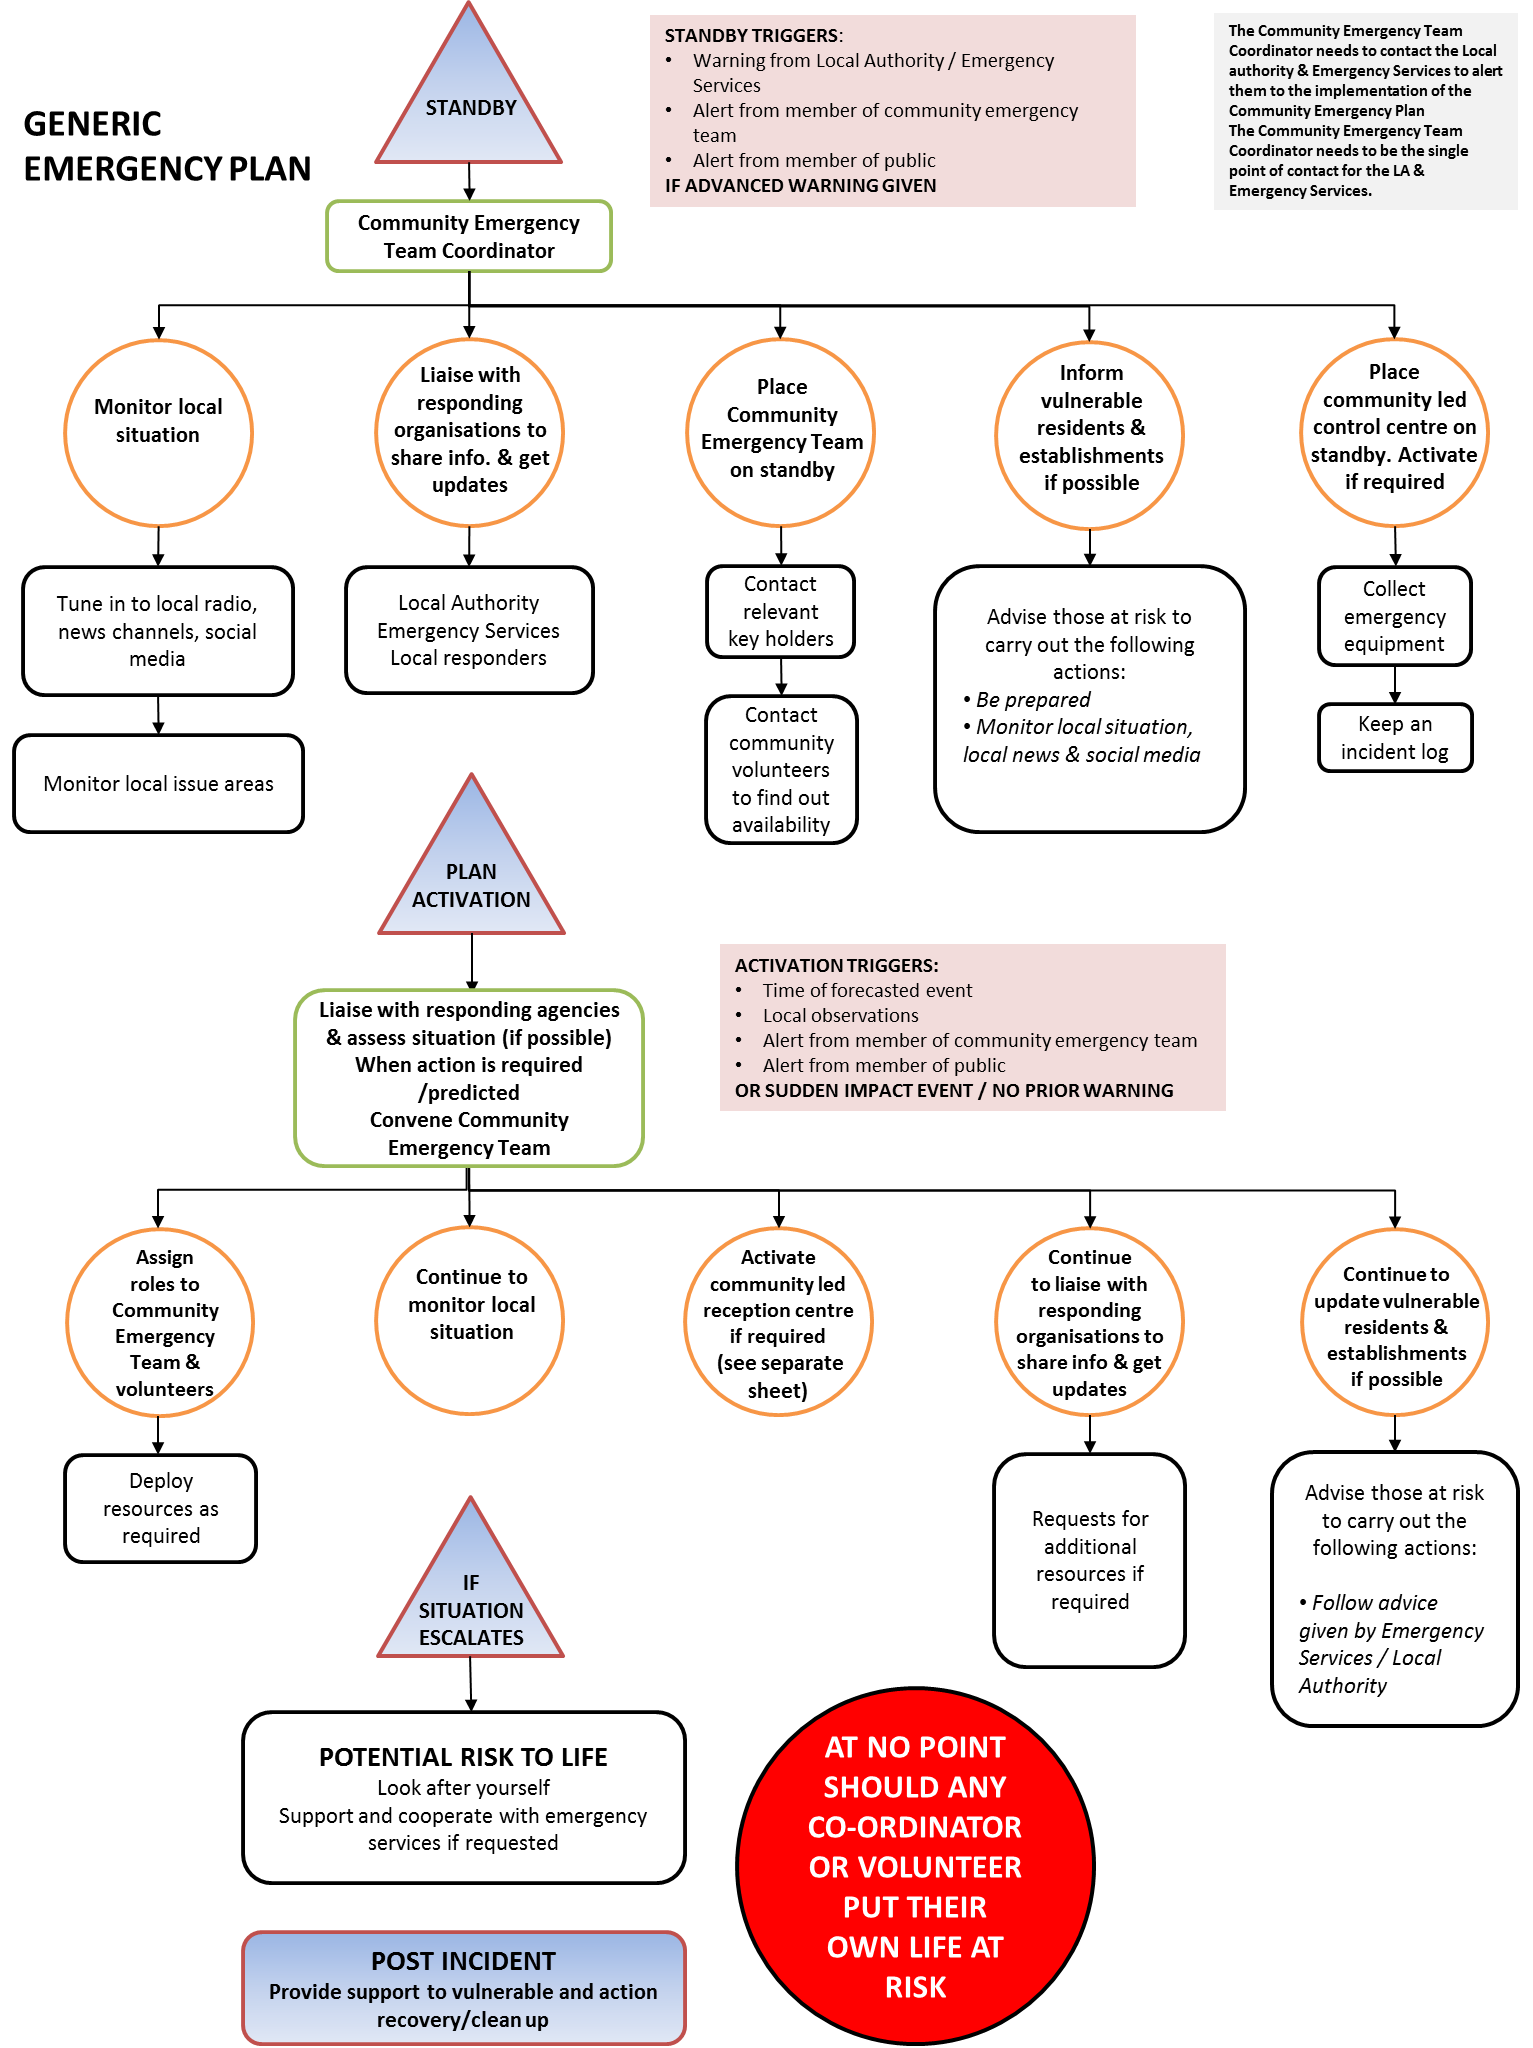 GENERIC
EMERGENCY PLAN
STANDBY
STANDBY TRIGGERS:
• Warning from Local Authority / Emergency
Services
• Alert from member of community emergency
team
• Alert from member of public
IF ADVANCED WARNING GIVEN
The Community Emergency Team
Coordinator needs to contact the Local
authority & Emergency Services to alert
them to the implementation of the
Community Emergency Plan
The Community Emergency Team
Coordinator needs to be the single
point of contact for the LA &
Emergency Services.
Community Emergency
Team Coordinator
Monitor local
situation
Liaise with
responding
organisations to
share info. & get
updates
Place
Community
Emergency Team
on standby
Inform
vulnerable
residents &
establishments
if possible
Place
community led
control centre on
standby. Activate
if required
Tune in to local radio,
news channels, social
media
Monitor local issue areas
Local Authority
Emergency Services
Local responders
Contact
relevant
key holders
Contact
community
volunteers
to find out
availability
Advise those at risk to
carry out the following
actions:
• Be prepared
• Monitor local situation,
local news & social media
Collect
emergency
equipment
Keep an
incident log
PLAN
ACTIVATION
Liaise with responding agencies
& assess situation (if possible)
When action is required
/predicted
Convene Community
Emergency Team
ACTIVATION TRIGGERS:
• Time of forecasted event
• Local observations
• Alert from member of community emergency team
• Alert from member of public
OR SUDDEN IMPACT EVENT / NO PRIOR WARNING
Assign
roles to
Community
Emergency
Team &
volunteers
Continue to
monitor local
situation
Activate
community led
reception centre
if required
(see separate
sheet)
Continue
to liaise with
responding
organisations to
share info & get
updates
Continue to
update vulnerable
residents &
establishments
if possible
Deploy
resources as
required
Requests for
additional
resources if
required
Advise those at risk
to carry out the
following actions:
• Follow advice
given by Emergency
Services / Local
Authority
IF
SITUATION
ESCALATES
POTENTIAL RISK TO LIFE
Look after yourself
Support and cooperate with emergency
services if requested
AT NO POINT
SHOULD ANY
CO-ORDINATOR
OR VOLUNTEER
PUT THEIR
OWN LIFE AT
RISK
POST INCIDENT
Provide support to vulnerable and action
recovery/clean up